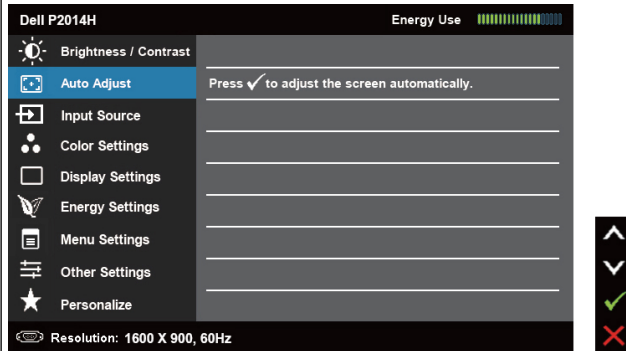 Dell P2014H Energy Use
Brightness / Contrast
Auto Adjust Press ✓ to adjust the screen automatically.
Input Source
Color Settings
Display Settings
Energy Settings
Menu Settings
Other Settings
Personalize
Resolution: 1600 X 900, 60Hz